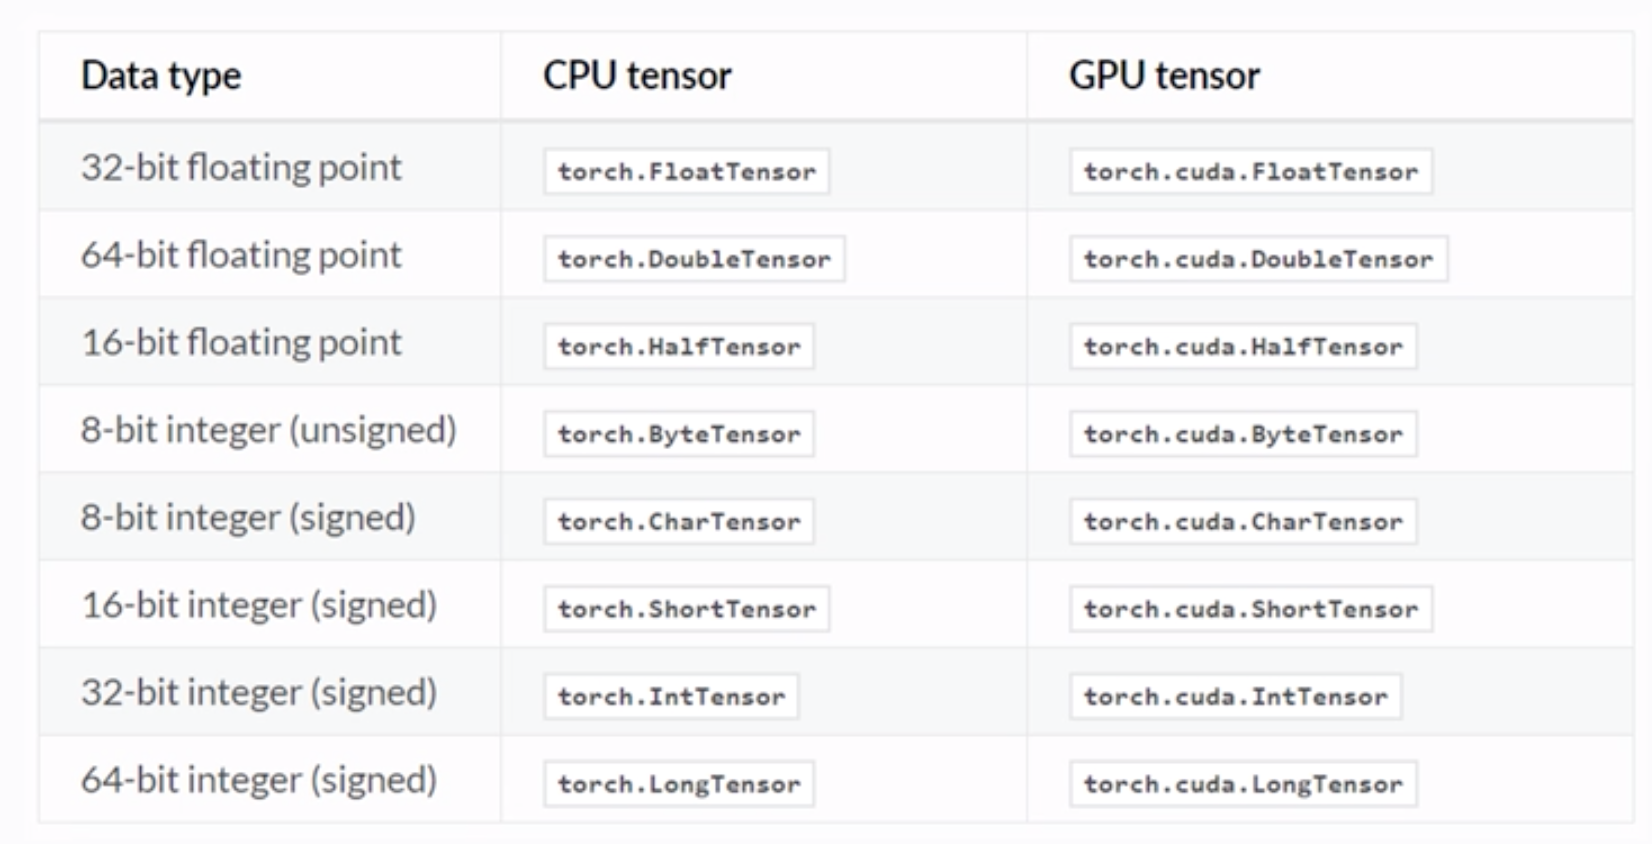 Data type CPU tensor GPU tensor
32-bit floating point torch.FloatTensor torch.cuda.FloatTensor
64-bit floating point torch.DoubleTensor torch.cuda.DoubleTensor
16-bit floating point torch.HalfTensor torch.cuda.HalfTensor
8-bit integer (unsigned) torch.ByteTensor torch.cuda.ByteTensor
8-bit integer (signed) torch.CharTensor torch.cuda.CharTensor
16-bit integer (signed) torch.ShortTensor torch.cuda.ShortTensor
32-bit integer (signed) torch.IntTensor torch.cuda.IntTensor
64-bit integer (signed) torch.LongTensor torch.cuda.LongTensor